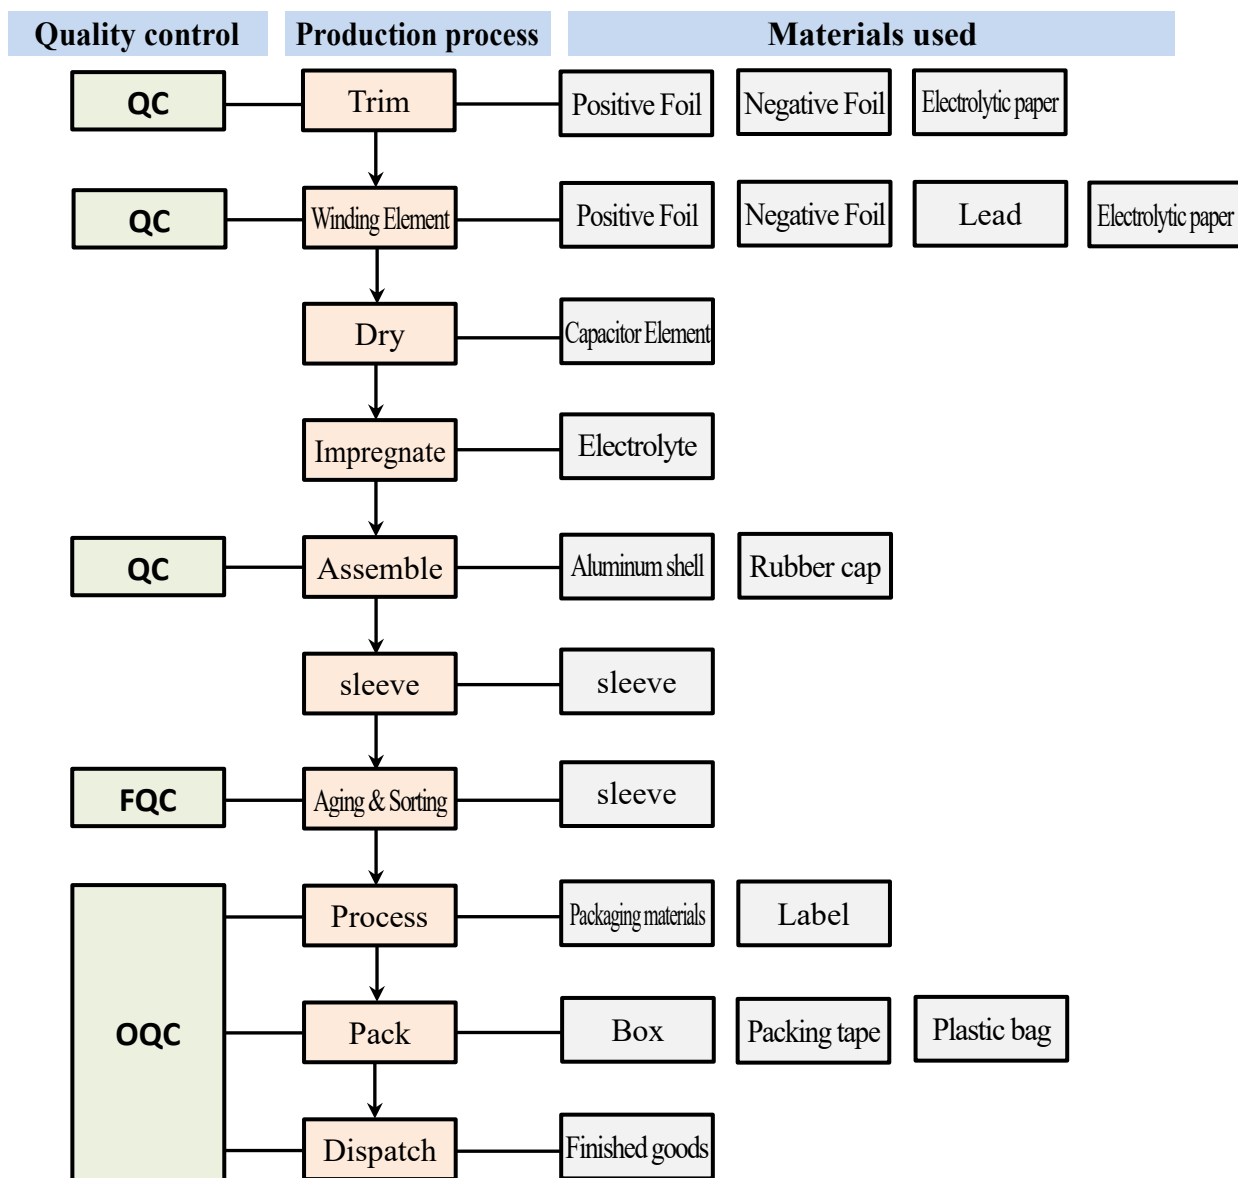 Quality control
Production process
Materials used
QC
Trim
Positive Foil
Negative Foil
Electrolytic paper
QC
Winding Element
Positive Foil
Negative Foil
Lead
Electrolytic paper
Dry
Capacitor Element
Impregnate
Electrolyte
QC
Assemble
Aluminum shell
Rubber cap
sleeve
sleeve
FQC
Aging & Sorting
sleeve
Process
Packaging materials
Label
OQC
Pack
Box
Packing tape
Plastic bag
Dispatch
Finished goods